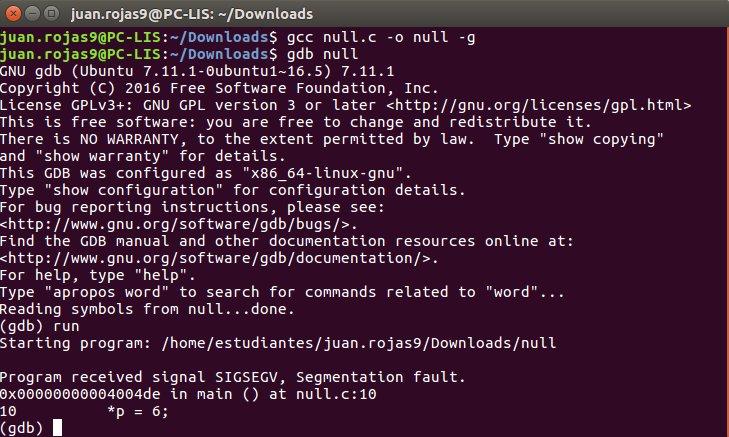 juan.rojas9@PC-LIS: ~/Downloads
juan.rojas9@PC-LIS:~/Downloads$ gcc null.c -o null -g
juan.rojas9@PC-LIS:~/Downloads$ gdb null
GNU gdb (Ubuntu 7.11.1-0ubuntu1~16.5) 7.11.1
Copyright (C) 2016 Free Software Foundation, Inc.
License GPLv3+: GNU GPL version 3 or later <http://gnu.org/licenses/gpl.html>
This is free software: you are free to change and redistribute it.
There is NO WARRANTY, to the extent permitted by law.  Type "show copying"
and "show warranty" for details.
This GDB was configured as "x86_64-linux-gnu".
Type "show configuration" for configuration details.
For bug reporting instructions, please see:
<http://www.gnu.org/software/gdb/bugs/>.
Find the GDB manual and other documentation resources online at:
<http://www.gnu.org/software/gdb/documentation/>.
For help, type "help".
Type "apropos word" to search for commands related to "word"...
Reading symbols from null...done.
(gdb) run
Starting program: /home/estudiantes/juan.rojas9/Downloads/null
Program received signal SIGSEGV, Segmentation fault.
0x00000000004004de in main () at null.c:10
10        *p = 6;
(gdb)